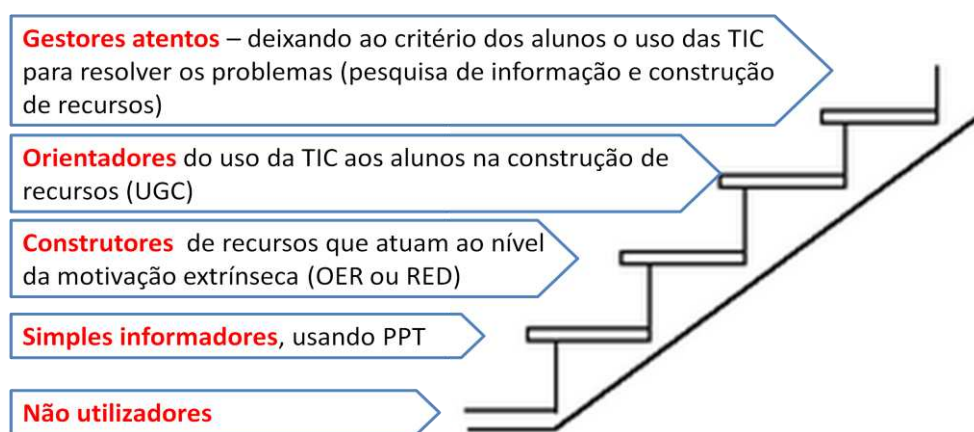 Gestores atentos – deixando ao critério dos alunos o uso das TIC
para resolver os problemas (pesquisa de informação e construção
de recursos)
Orientadores do uso da TIC aos alunos na construção de
recursos (UGC)
Construtores de recursos que atuam ao nível
da motivação extrínseca (OER ou RED)
Simples informadores, usando PPT
Não utilizadores